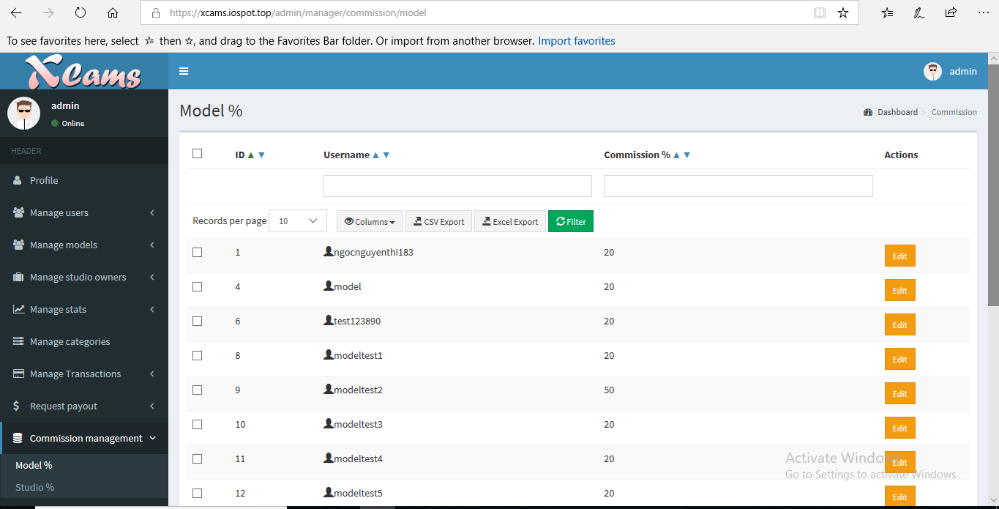 https://xcams.iospot.top/admin/manager/commission/model
To see favorites here, select then , and drag to the Favorites Bar folder. Or import from another browser. Import favorites
XCams
admin
admin
Online
HEADER
Profile
Manage users
Manage models
Manage studio owners
Manage stats
Manage categories
Manage Transactions
Request payout
Commission management
Model %
Studio %
Model %
Dashboard > Commission
ID Username Commission % Actions
Records per page 10 Columns CSV Export Excel Export Filter
1 ngocnguyenthi183 20 Edit
4 model 20 Edit
6 test123890 20 Edit
8 modeltest1 20 Edit
9 modeltest2 50 Edit
10 modeltest3 20 Edit
11 modeltest4 20 Edit
12 modeltest5 20 Edit
Activate Windows
Go to Settings to activate Windows.